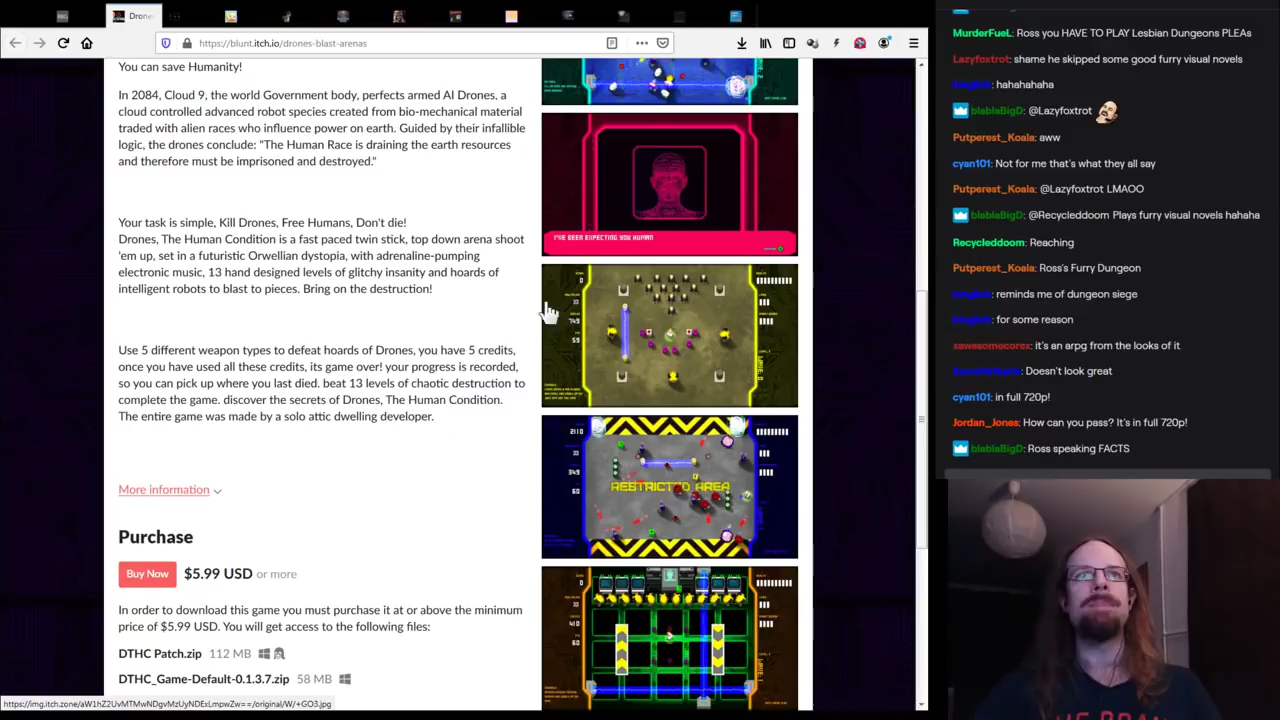 Drones
https://blunt.itch.io/drones-blast-arenas
You can save Humanity!
In 2084, Cloud 9, the world Government body, perfects armed AI Drones, a
cloud controlled advanced robot species created from bio-mechanical material
traded with alien races who influence power on earth. Guided by their infallible
logic, the drones conclude: "The Human Race is draining the earth resources
and therefore must be imprisoned and destroyed."
Your task is simple, Kill Drones, Free Humans, Don't die!
Drones, The Human Condition is a fast paced twin stick, top down arena shoot
'em up, set in a futuristic Orwellian dystopia, with adrenaline-pumping
electronic music, 13 hand designed levels of glitchy insanity and hoards of
intelligent robots to blast to pieces. Bring on the destruction!
Use 5 different weapon types to defeat hoards of Drones, you have 5 credits,
once you have used all these credits, its game over! your progress is recorded,
so you can pick up where you last died. beat 13 levels of chaotic destruction to
complete the game. discover the secrets of Drones, The Human Condition.
The entire game was made by a solo attic dwelling developer.
More information
Purchase
Buy Now $5.99 USD or more
In order to download this game you must purchase it at or above the minimum
price of $5.99 USD. You will get access to the following files:
DTHC Patch.zip 112 MB
DTHC_Game-Default-0.1.3.7.zip 58 MB
https://img.itch.zone/aW1hZ2UvMTMwNDgvMzUyNDExLmpwZw==/original/W/+GO3.jpg
I'VE BEEN EXPECTING YOU HUMAN
RESTRICTED AREA
MurderFueL: Ross you HAVE TO PLAY Lesbian Dungeons PLEAs
Lazyfoxtrot: shame he skipped some good furry visual novels
hahahahaha
blablaBigD: @Lazyfoxtrot
Putperest_Koala: aww
cyan101: Not for me that's what they all say
Putperest_Koala: @Lazyfoxtrot LMAOO
blablaBigD: @Recycleddoom Plays furry visual novels hahaha
Recycleddoom: Reaching
Putperest_Koala: Ross's Furry Dungeon
reminds me of dungeon siege
for some reason
xawesomecorex: it's an arpg from the looks of it
Doesn't look great
cyan101: in full 720p!
Jordan_Jones: How can you pass? It's in full 720p!
blablaBigD: Ross speaking FACTS